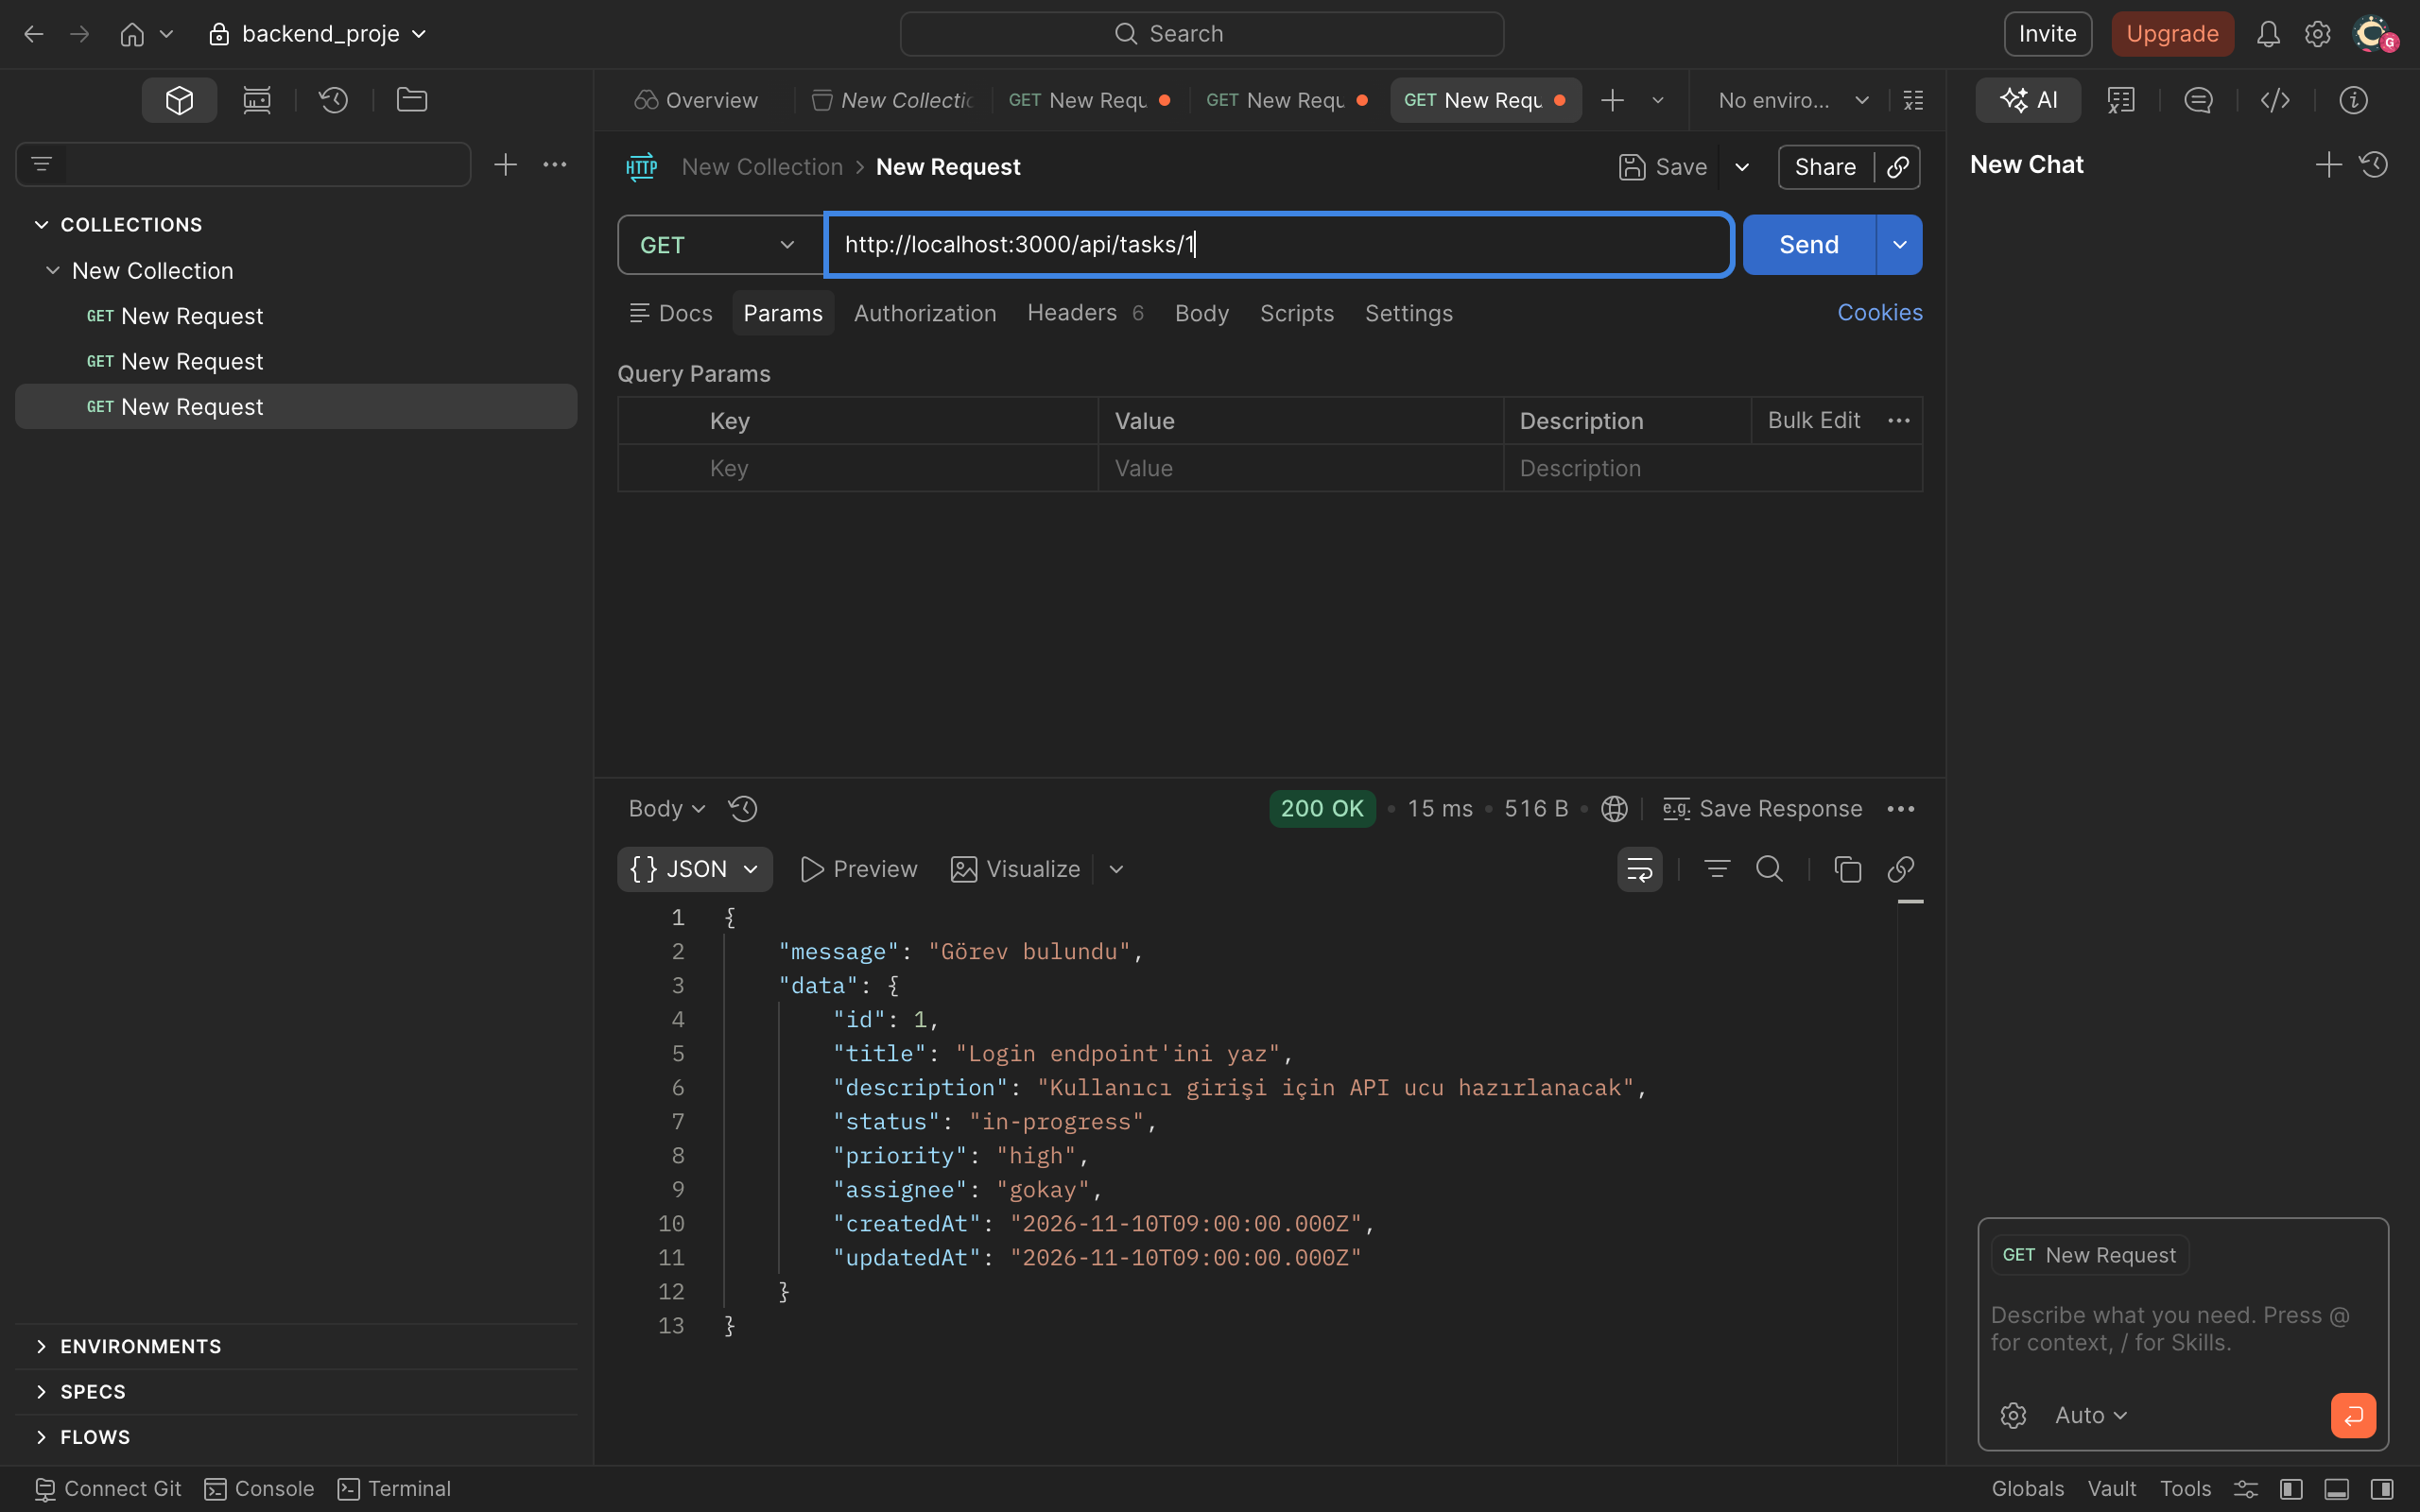 backend_proje
Search
Invite
Upgrade
G
Overview
New Collectic
GET New Requ
GET New Requ
GET New Requ
No enviro...
AI
COLLECTIONS
New Collection
GET New Request
GET New Request
GET New Request
HTTP New Collection > New Request
Save
Share
GET
http://localhost:3000/api/tasks/1
Send
Docs
Params
Authorization
Headers 6
Body
Scripts
Settings
Cookies
Query Params
Key Value Description Bulk Edit
Key Value Description
Body
200 OK • 15 ms • 516 B
e.g. Save Response
{} JSON
Preview
Visualize
1 {
2 "message": "Görev bulundu",
3 "data": {
4 "id": 1,
5 "title": "Login endpoint'ini yaz",
6 "description": "Kullanıcı girişi için API ucu hazırlanacak",
7 "status": "in-progress",
8 "priority": "high",
9 "assignee": "gokay",
10 "createdAt": "2026-11-10T09:00:00.000Z",
11 "updatedAt": "2026-11-10T09:00:00.000Z"
12 }
13 }
New Chat
GET New Request
Describe what you need. Press @
for context, / for Skills.
Auto
ENVIRONMENTS
SPECS
FLOWS
Connect Git
Console
Terminal
Globals
Vault
Tools